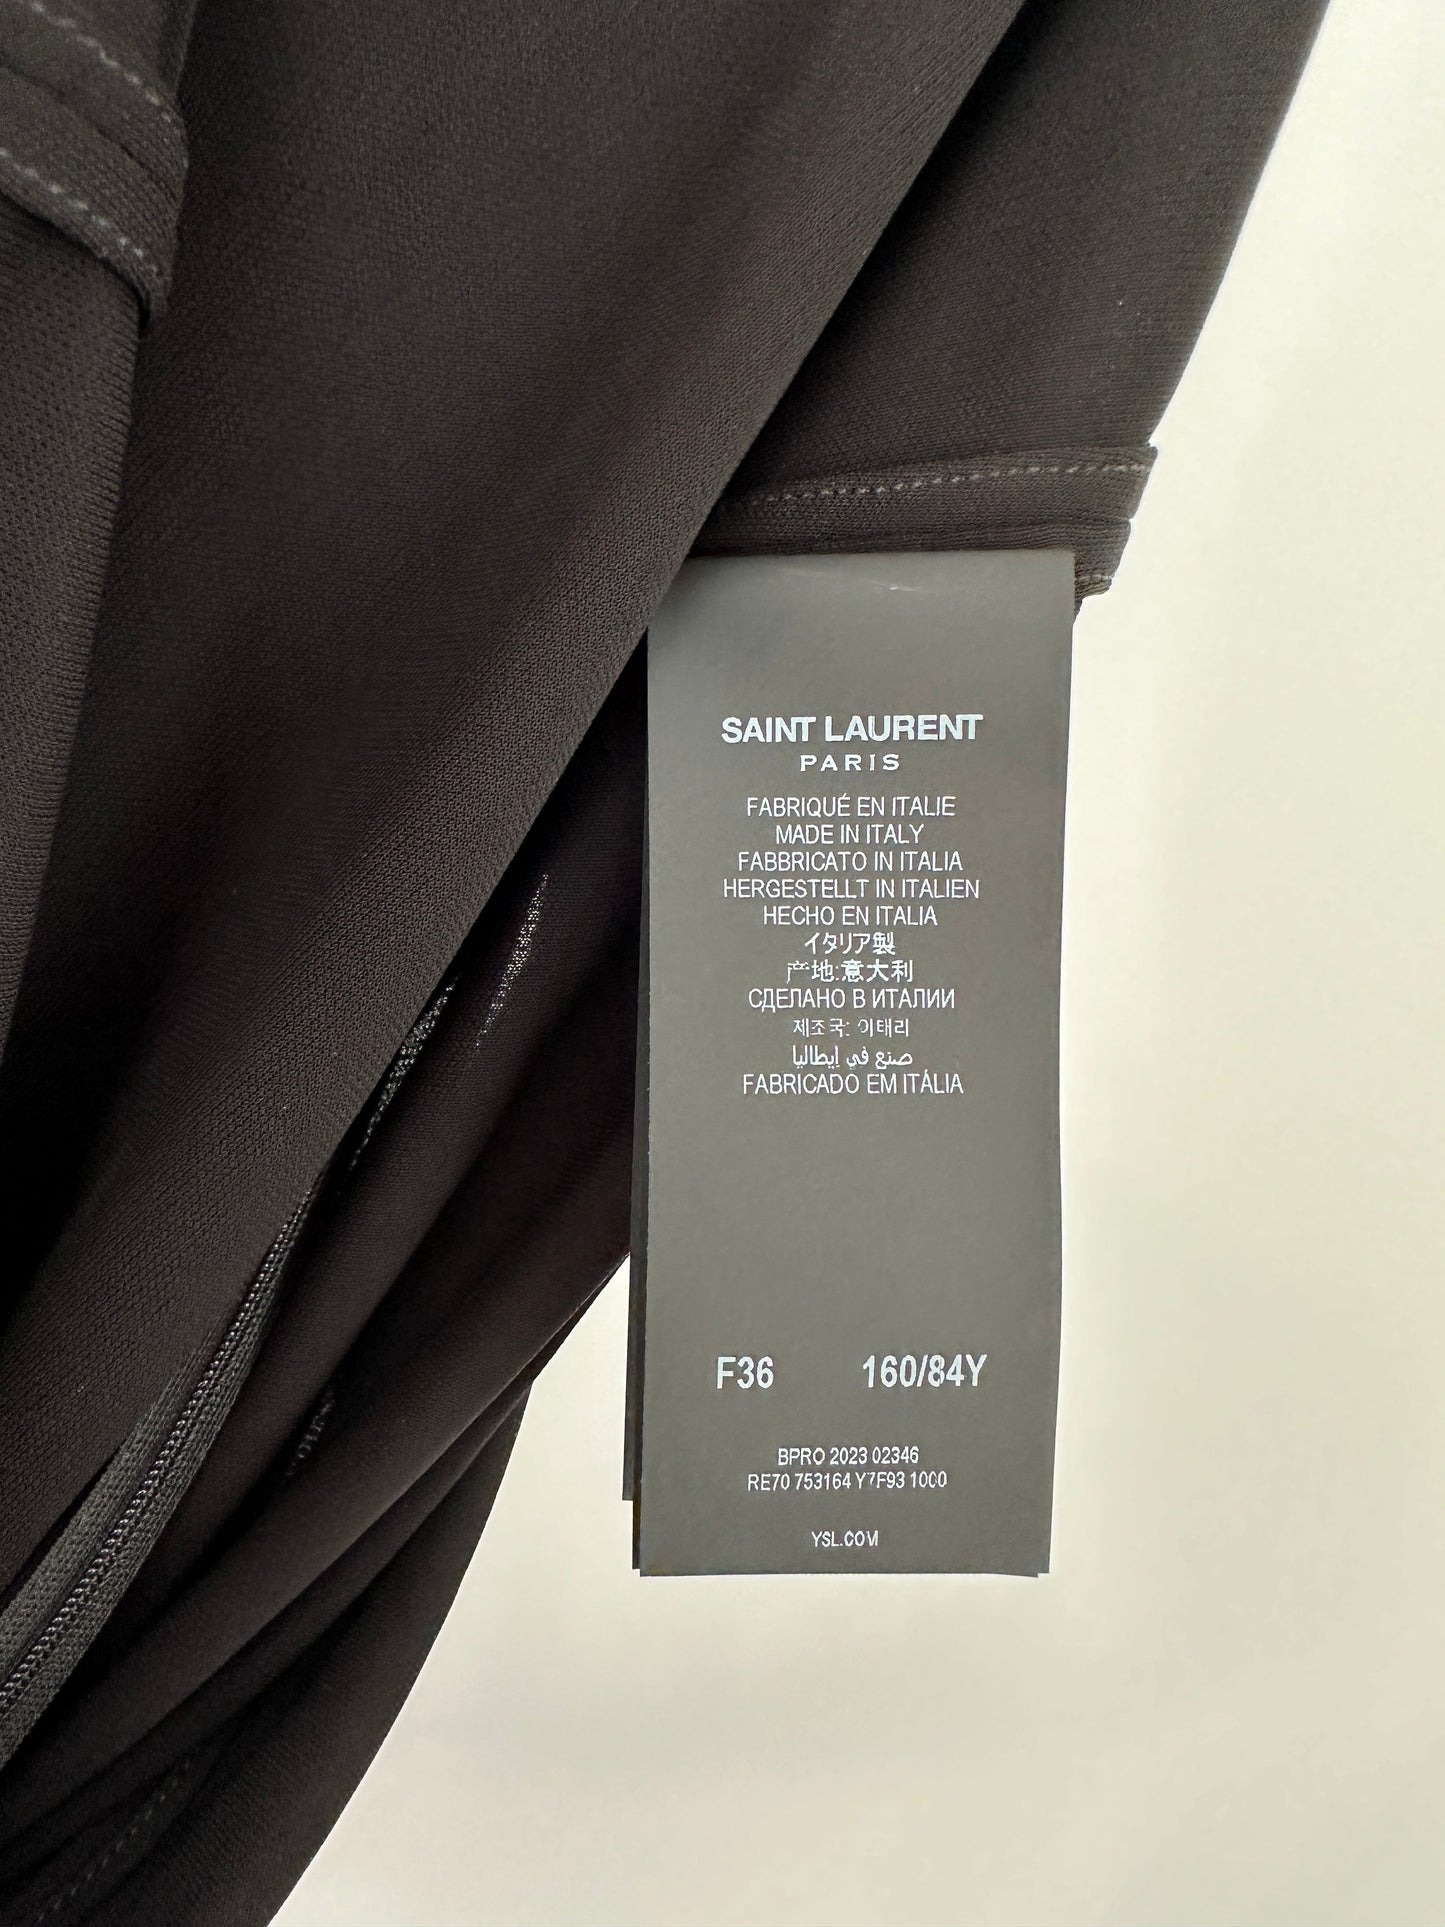 SAINT LAURENT
PARIS
FABRIQUÉ EN ITALIE
MADE IN ITALY
FABBRICATO IN ITALIA
HERGESTELLT IN ITALIEN
HECHO EN ITALIA
イタリア製
产地:意大利
СДЕЛАНО В ИТАЛИИ
제조국: 이태리
صنع في إيطاليا
FABRICADO EM ITÁLIA
F36 160/84Y
BPRO 2023 02346
RE70 753164 Y7F93 1000
YSL.COM